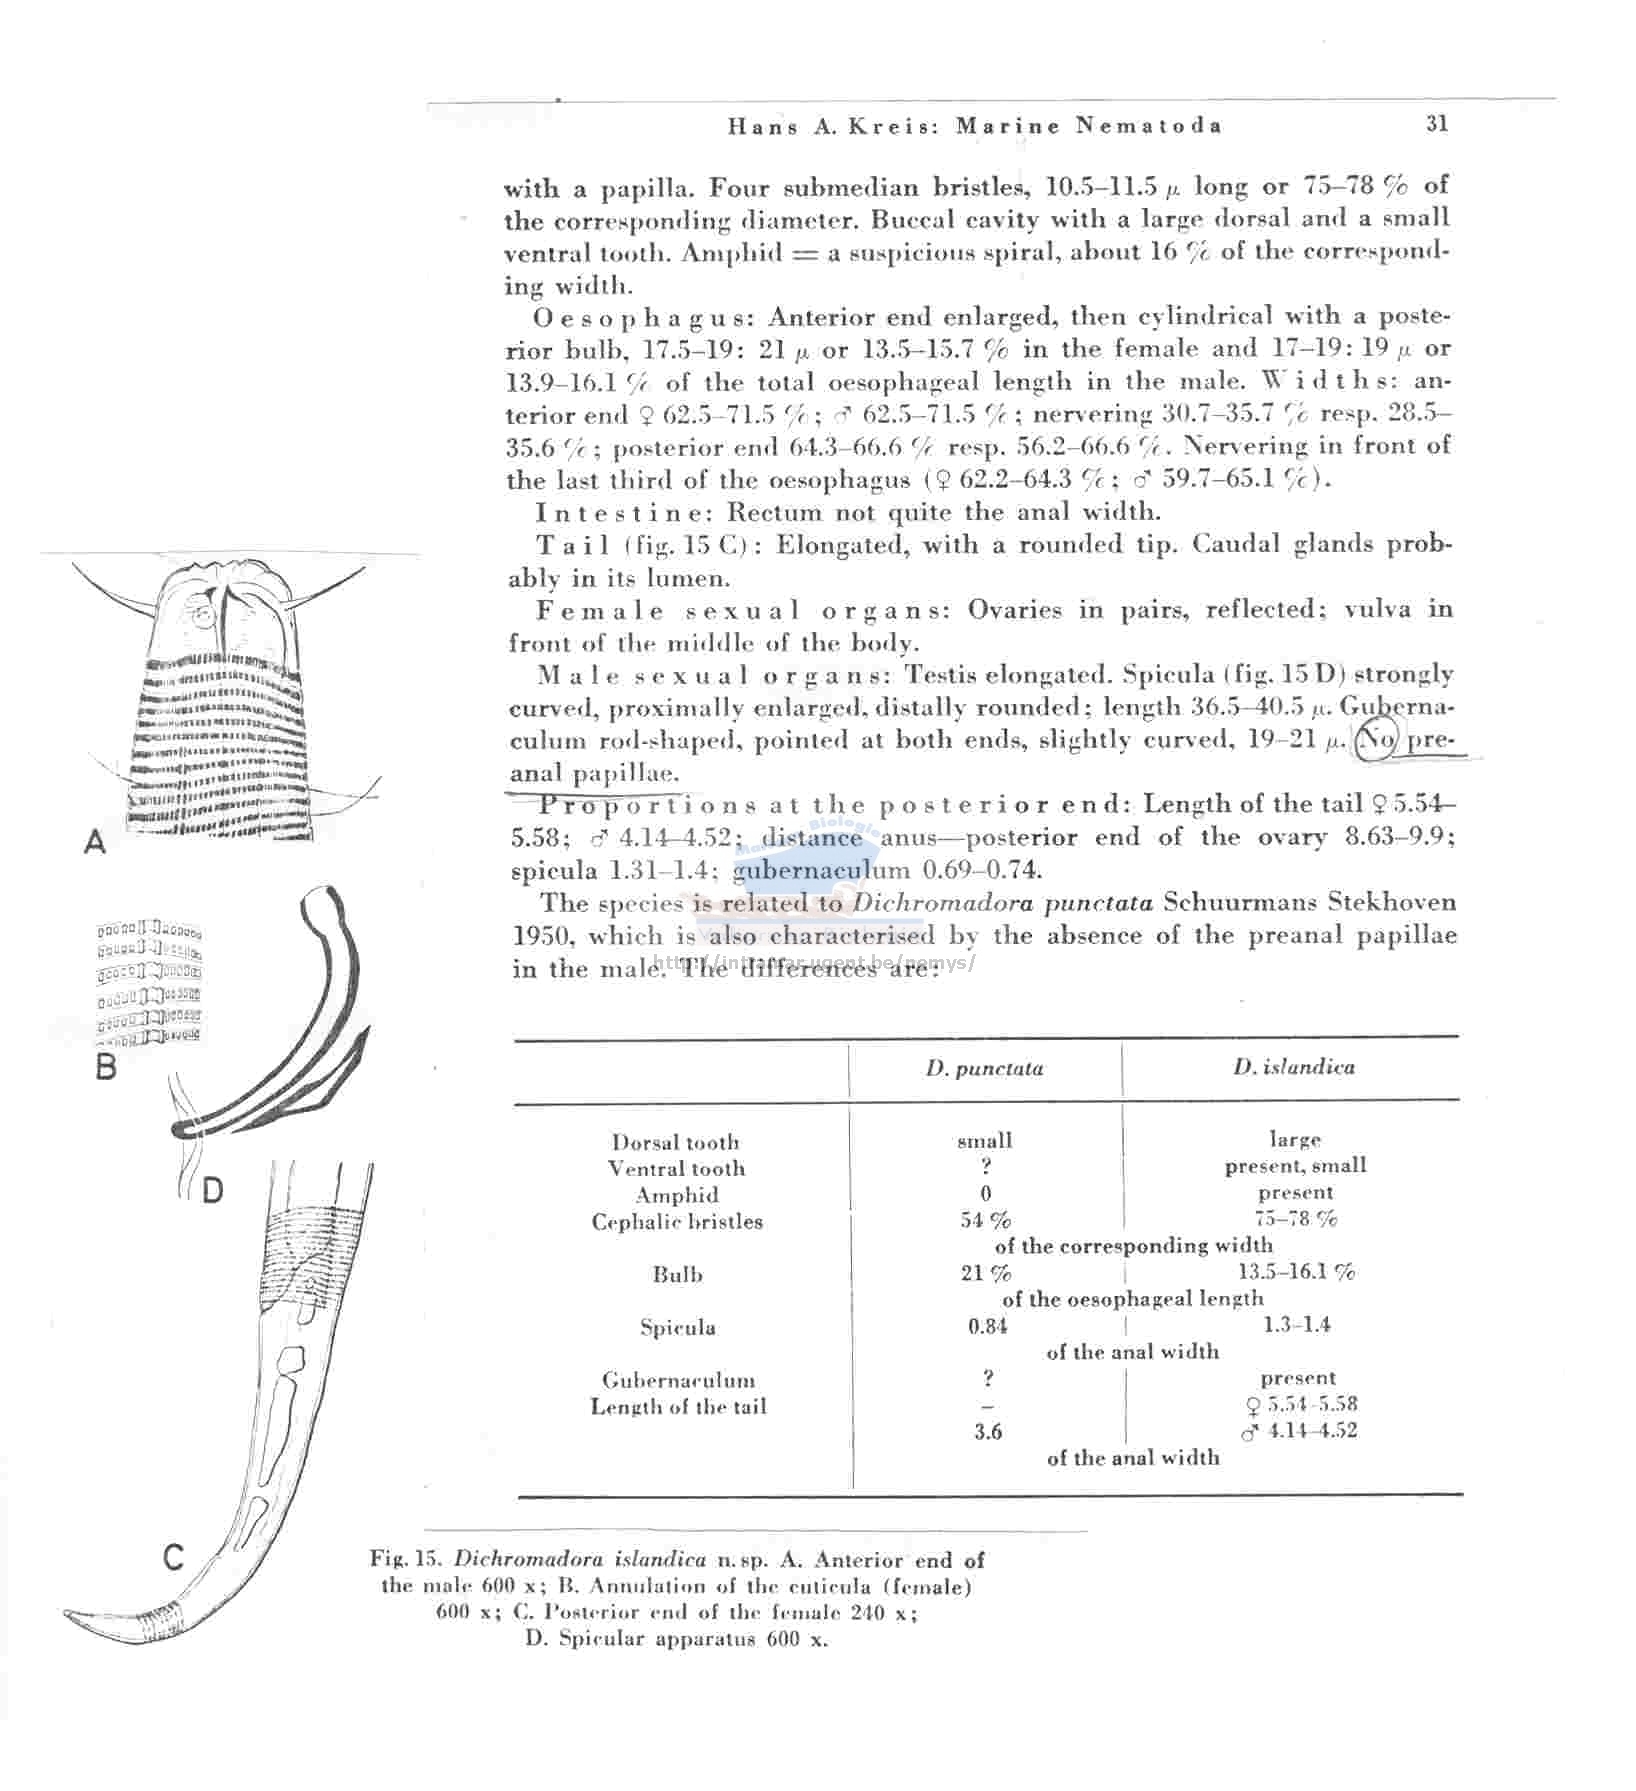 Hans A. Kreis: Marine Nematoda 31
with a papilla. Four submedian bristles, 10.5–11.5 µ long or 75–78 % of
the corresponding diameter. Buccal cavity with a large dorsal and a small
ventral tooth. Amphid = a suspicious spiral, about 16 % of the correspond-
ing width.
Oesophagus: Anterior end enlarged, then cylindrical with a poste-
rior bulb, 17.5–19: 21 µ or 13.5–15.7 % in the female and 17–19: 19 µ or
13.9–16.1 % of the total oesophageal length in the male. Widths: an-
terior end ♀ 62.5–71.5 %; ♂ 62.5–71.5 %; nervering 30.7–35.7 % resp. 28.5–
35.6 %; posterior end 64.3–66.6 % resp. 56.2–66.6 %. Nervering in front of
the last third of the oesophagus (♀ 62.2–64.3 %; ♂ 59.7–65.1 %).
Intestine: Rectum not quite the anal width.
Tail (fig. 15 C): Elongated, with a rounded tip. Caudal glands prob-
ably in its lumen.
Female sexual organs: Ovaries in pairs, reflected; vulva in
front of the middle of the body.
Male sexual organs: Testis elongated. Spicula (fig. 15 D) strongly
curved, proximally enlarged, distally rounded; length 36.5–40.5 µ. Guberna-
culum rod-shaped, pointed at both ends, slightly curved, 19–21 µ. No pre-
anal papillae.
Proportions at the posterior end: Length of the tail ♀ 5.54–
5.58; ♂ 4.14–4.52; distance anus—posterior end of the ovary 8.63–9.9;
spicula 1.31–1.4; gubernaculum 0.69–0.74.
The species is related to Dichromadora punctata Schuurmans Stekhoven
1950, which is also characterised by the absence of the preanal papillae
in the male. The differences are:
http://intramar.ugent.be/nemys/
D. punctata D. islandica
Dorsal tooth small large
Ventral tooth ? present, small
Amphid 0 present
Cephalic bristles 54 % 75–78 %
of the corresponding width
Bulb 21 % 13.5–16.1 %
of the oesophageal length
Spicula 0.84 1.3–1.4
of the anal width
Gubernaculum ? present
Length of the tail – ♀ 5.54–5.58
3.6 ♂ 4.14–4.52
of the anal width
A
B
D
C
Fig. 15. Dichromadora islandica n. sp. A. Anterior end of
the male 600 x; B. Annulation of the cuticula (female)
600 x; C. Posterior end of the female 240 x;
D. Spicular apparatus 600 x.